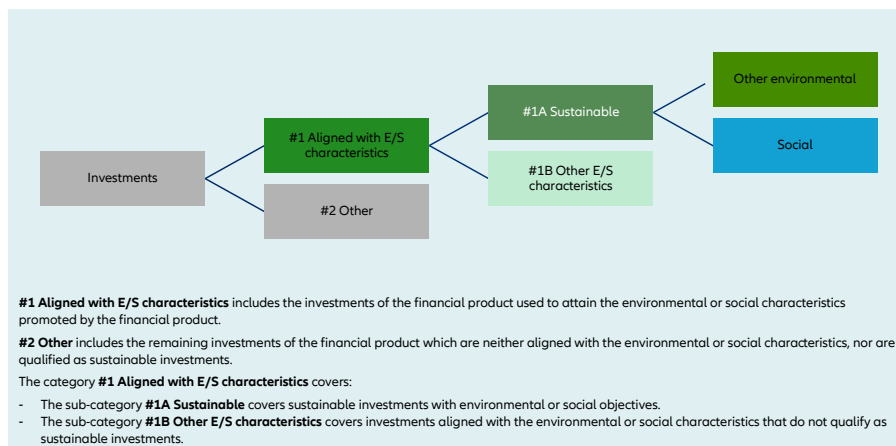 Investments
#1 Aligned with E/S
characteristics
#2 Other
#1A Sustainable
#1B Other E/S
characteristics
Other environmental
Social
#1 Aligned with E/S characteristics includes the investments of the financial product used to attain the environmental or social characteristics
promoted by the financial product.
#2 Other includes the remaining investments of the financial product which are neither aligned with the environmental or social characteristics, nor are
qualified as sustainable investments.
The category #1 Aligned with E/S characteristics covers:
- The sub-category #1A Sustainable covers sustainable investments with environmental or social objectives.
- The sub-category #1B Other E/S characteristics covers investments aligned with the environmental or social characteristics that do not qualify as
sustainable investments.